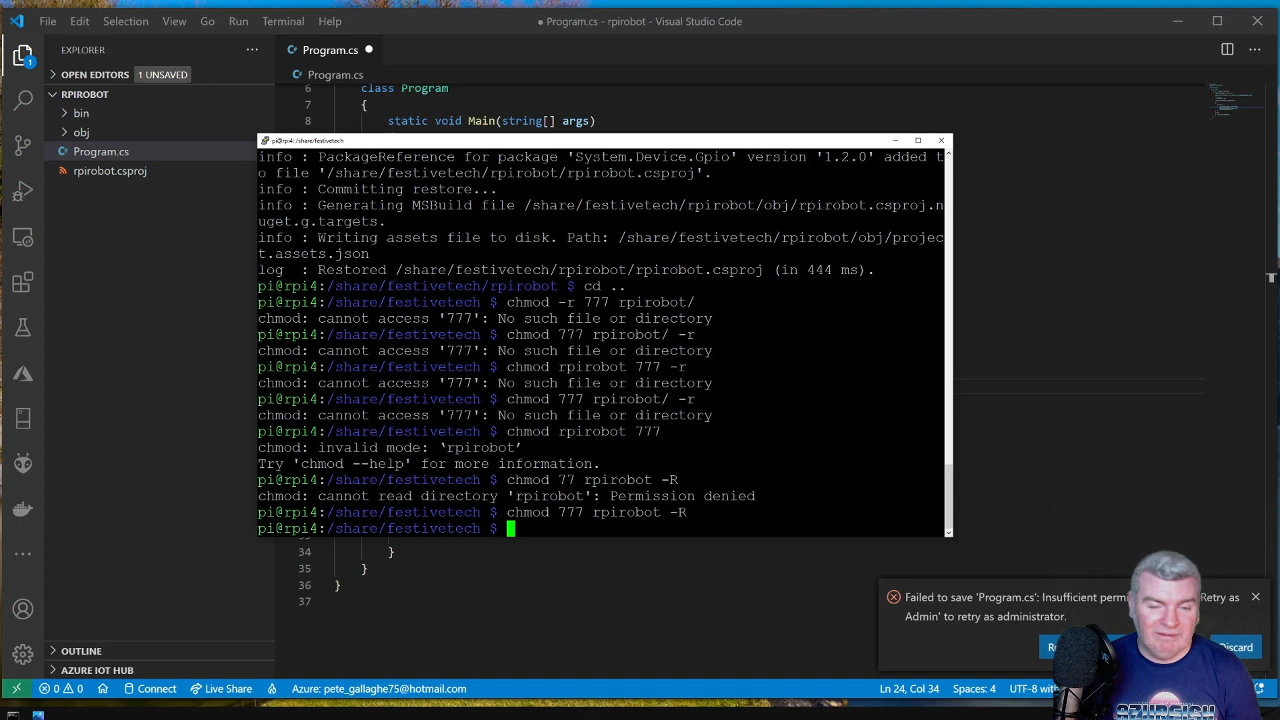 File Edit Selection View Go Run Terminal Help
● Program.cs - rpirobot - Visual Studio Code
EXPLORER
Program.cs
OPEN EDITORS 1 UNSAVED
Program.cs
RPIROBOT
6 class Program
bin
7 {
8 static void Main(string[] args)
obj
Program.cs
rpirobot.csproj
pi@rpi4: /share/festivetech
info : PackageReference for package 'System.Device.Gpio' version '1.2.0' added t
o file '/share/festivetech/rpirobot/rpirobot.csproj'.
info : Committing restore...
info : Generating MSBuild file /share/festivetech/rpirobot/obj/rpirobot.csproj.n
uget.g.targets.
info : Writing assets file to disk. Path: /share/festivetech/rpirobot/obj/projec
t.assets.json
log  : Restored /share/festivetech/rpirobot/rpirobot.csproj (in 444 ms).
pi@rpi4:/share/festivetech/rpirobot $ cd ..
pi@rpi4:/share/festivetech $ chmod -r 777 rpirobot/
chmod: cannot access '777': No such file or directory
pi@rpi4:/share/festivetech $ chmod 777 rpirobot/ -r
chmod: cannot access '777': No such file or directory
pi@rpi4:/share/festivetech $ chmod rpirobot 777 -r
chmod: cannot access '777': No such file or directory
pi@rpi4:/share/festivetech $ chmod 777 rpirobot/ -r
chmod: cannot access '777': No such file or directory
pi@rpi4:/share/festivetech $ chmod rpirobot 777
chmod: invalid mode: ‘rpirobot’
Try 'chmod --help' for more information.
pi@rpi4:/share/festivetech $ chmod 77 rpirobot -R
chmod: cannot read directory 'rpirobot': Permission denied
pi@rpi4:/share/festivetech $ chmod 777 rpirobot -R
pi@rpi4:/share/festivetech $
34 }
35 }
36 }
37
Failed to save 'Program.cs': Insufficient Retry as
Admin' to retry as administrator.
Discard
OUTLINE
AZURE IOT HUB
0 0 Connect Live Share Azure: pete_gallaghe75@hotmail.com Ln 24, Col 34 Spaces: 4 UTF-8